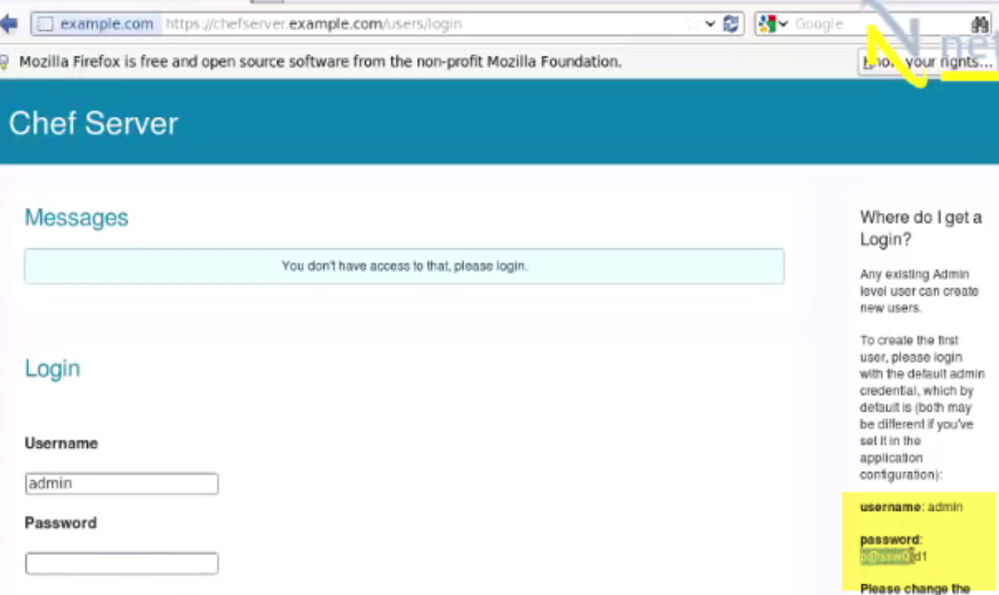 example.com https://chefserver.example.com/users/login
Google
Mozilla Firefox is free and open source software from the non-profit Mozilla Foundation.
your rights...
net
Chef Server
Messages
You don't have access to that, please login.
Login
Username
admin
Password
Where do I get a
Login?
Any existing Admin
level user can create
new users.
To create the first
user, please login
with the default admin
credential, which by
default is (both may
be different if you've
set it in the
application
configuration):
username: admin
password:
p@ssw0rd1
Please change the